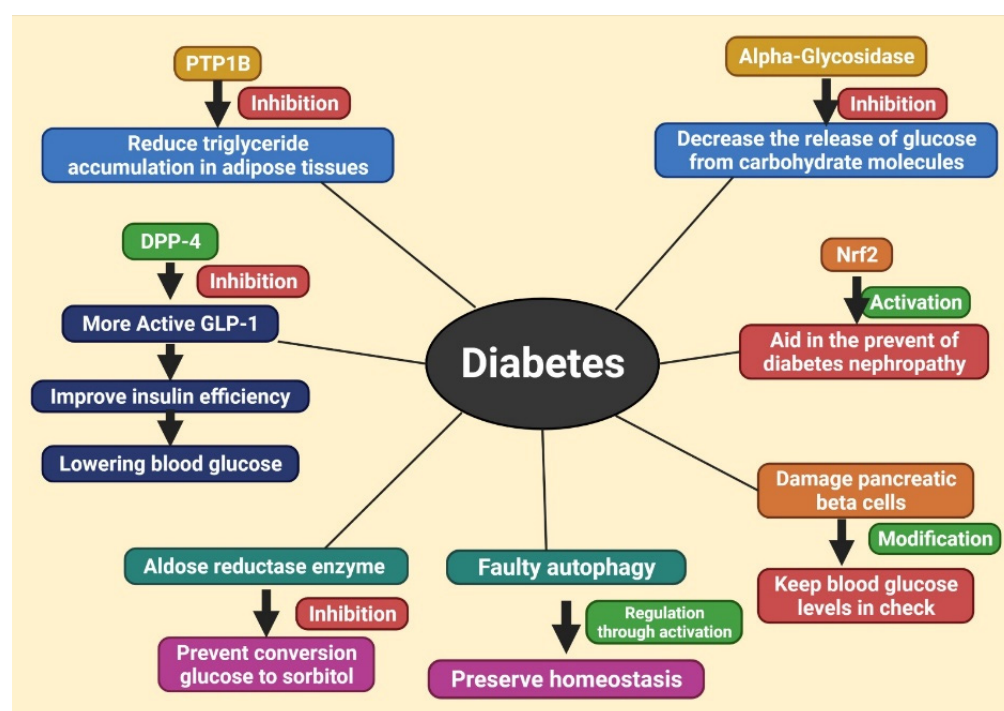 PTP1B
Inhibition
Reduce triglyceride
accumulation in adipose tissues
Alpha-Glycosidase
Inhibition
Decrease the release of glucose
from carbohydrate molecules
DPP-4
Inhibition
More Active GLP-1
Improve insulin efficiency
Lowering blood glucose
Nrf2
Activation
Aid in the prevent of
diabetes nephropathy
Diabetes
Damage pancreatic
beta cells
Modification
Keep blood glucose
levels in check
Aldose reductase enzyme
Inhibition
Prevent conversion
glucose to sorbitol
Faulty autophagy
Regulation
through activation
Preserve homeostasis